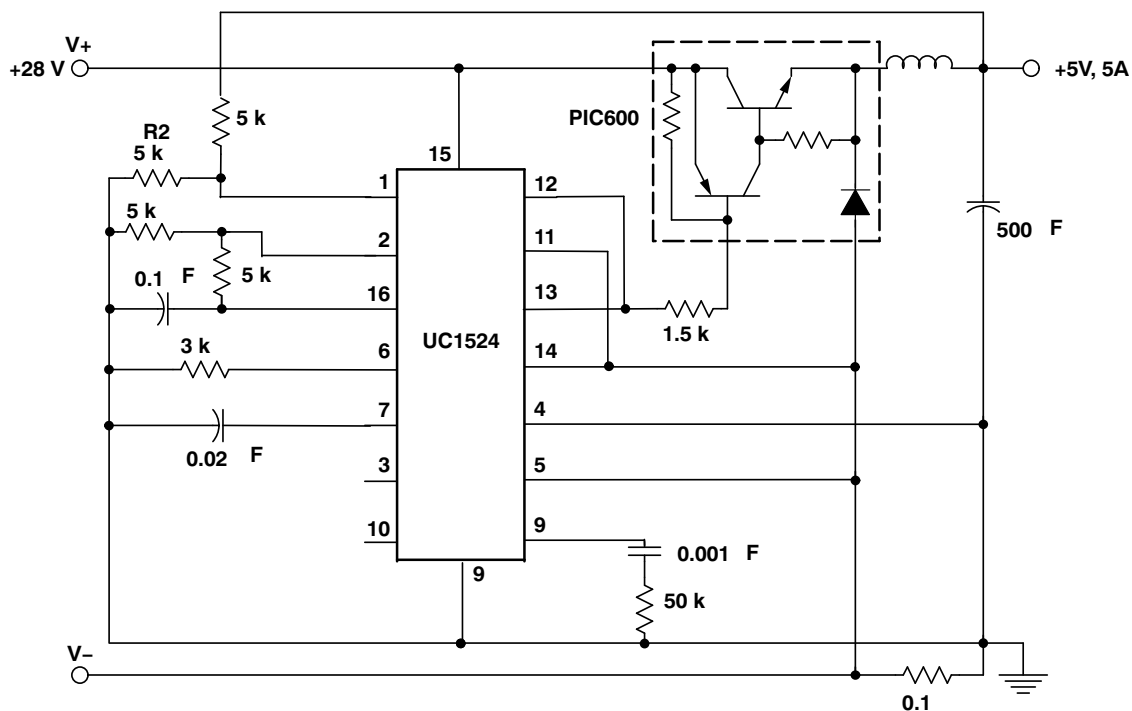 V+
+28 V
+5V, 5A
5 k
PIC600
R2
5 k
15
1
12
5 k
2
11
5 k
0.1 F
16
13
1.5 k
500 F
UC1524
3 k
6
14
7
4
0.02 F
3
5
10
9
0.001 F
9
50 k
V–
0.1